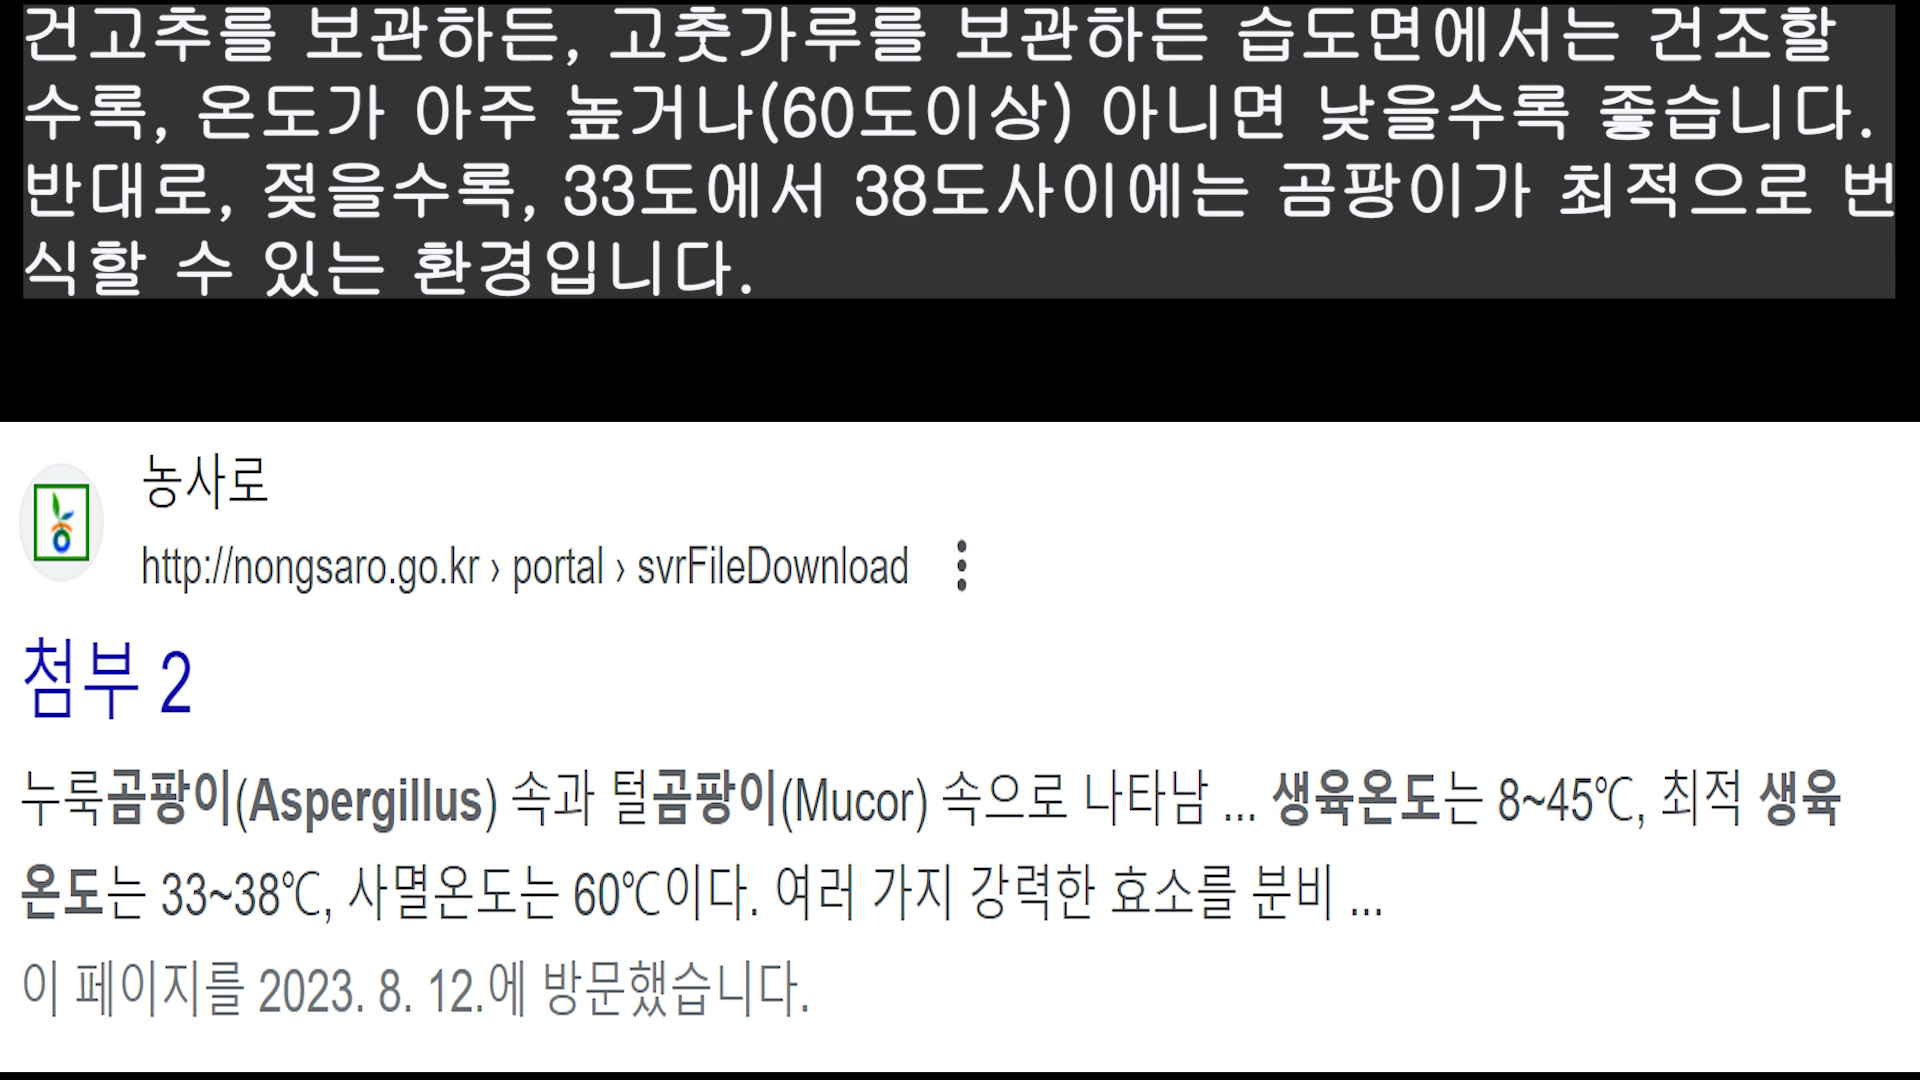 건고추를 보관하든, 고춧가루를 보관하든 습도면에서는 건조할
수록, 온도가 아주 높거나(60도이상) 아니면 낮을수록 좋습니다.
반대로, 젖을수록, 33도에서 38도사이에는 곰팡이가 최적으로 번
식할 수 있는 환경입니다.
농사로
http://nongsaro.go.kr › portal › svrFileDownload
첨부 2
누룩곰팡이(Aspergillus) 속과 털곰팡이(Mucor) 속으로 나타남 ... 생육온도는 8~45℃, 최적 생육
온도는 33~38℃, 사멸온도는 60℃이다. 여러 가지 강력한 효소를 분비 ...
이 페이지를 2023. 8. 12.에 방문했습니다.